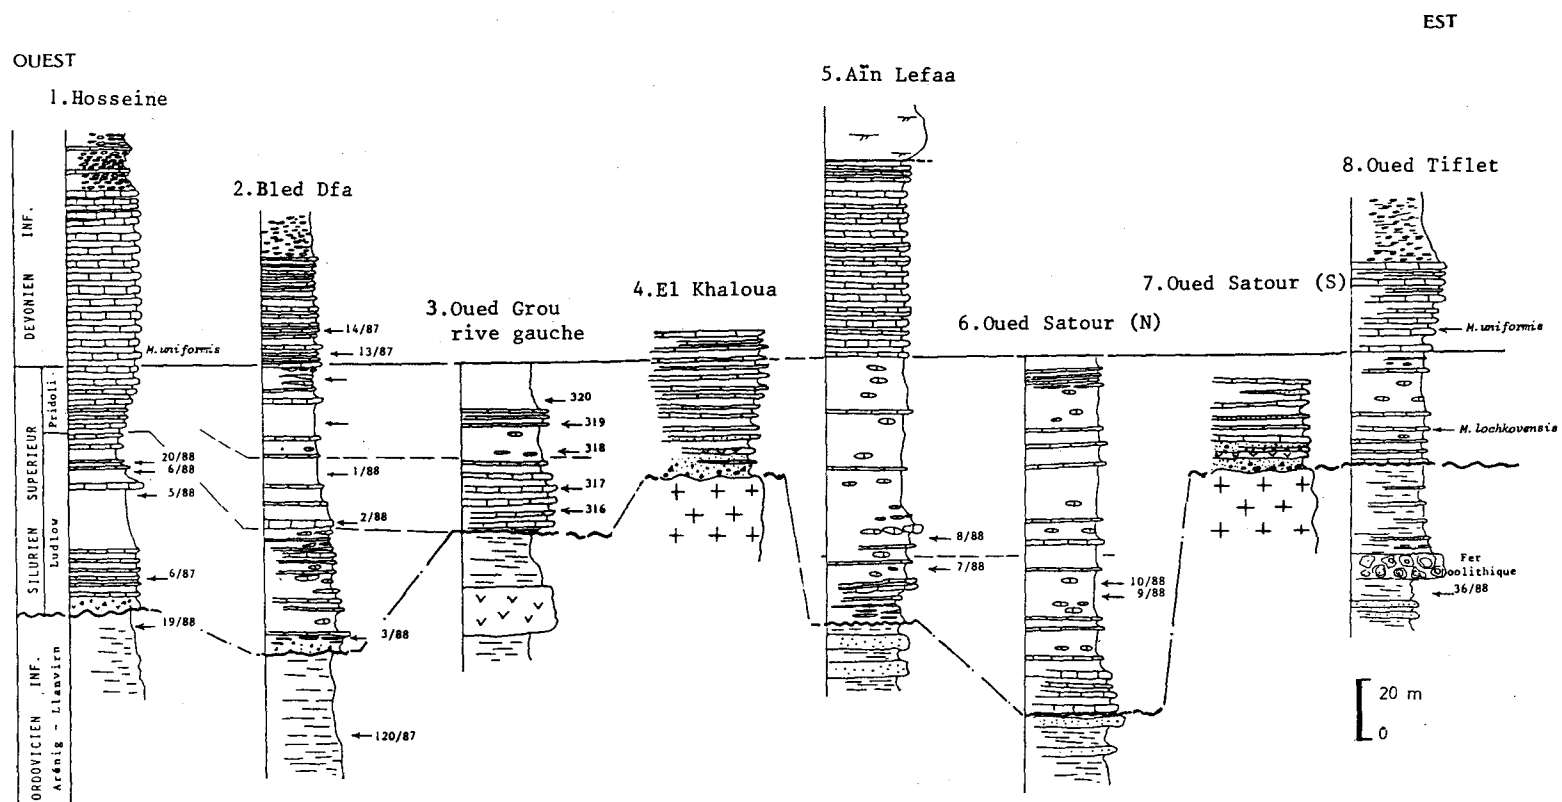 EST
OUEST
1.Hosseine
2.Bled Dfa
3.Oued Grou
rive gauche
4.El Khaloua
5.Aïn Lefaa
6.Oued Satour (N)
7.Oued Satour (S)
8.Oued Tiflet
DEVONIEN INF.
SILURIEN SUPERIEUR
Pridoli.
Ludlow
ORDOVICIEN INF.
Arénig - Llanvirn
M.uniformis
20/88
6/88
5/88
6/87
19/88
14/87
13/87
1/88
2/88
3/88
120/87
320
319
318
317
316
8/88
7/88
10/88
9/88
M.uniformis
M.lochkovensis
Fer
oolithique
36/88
20 m
0